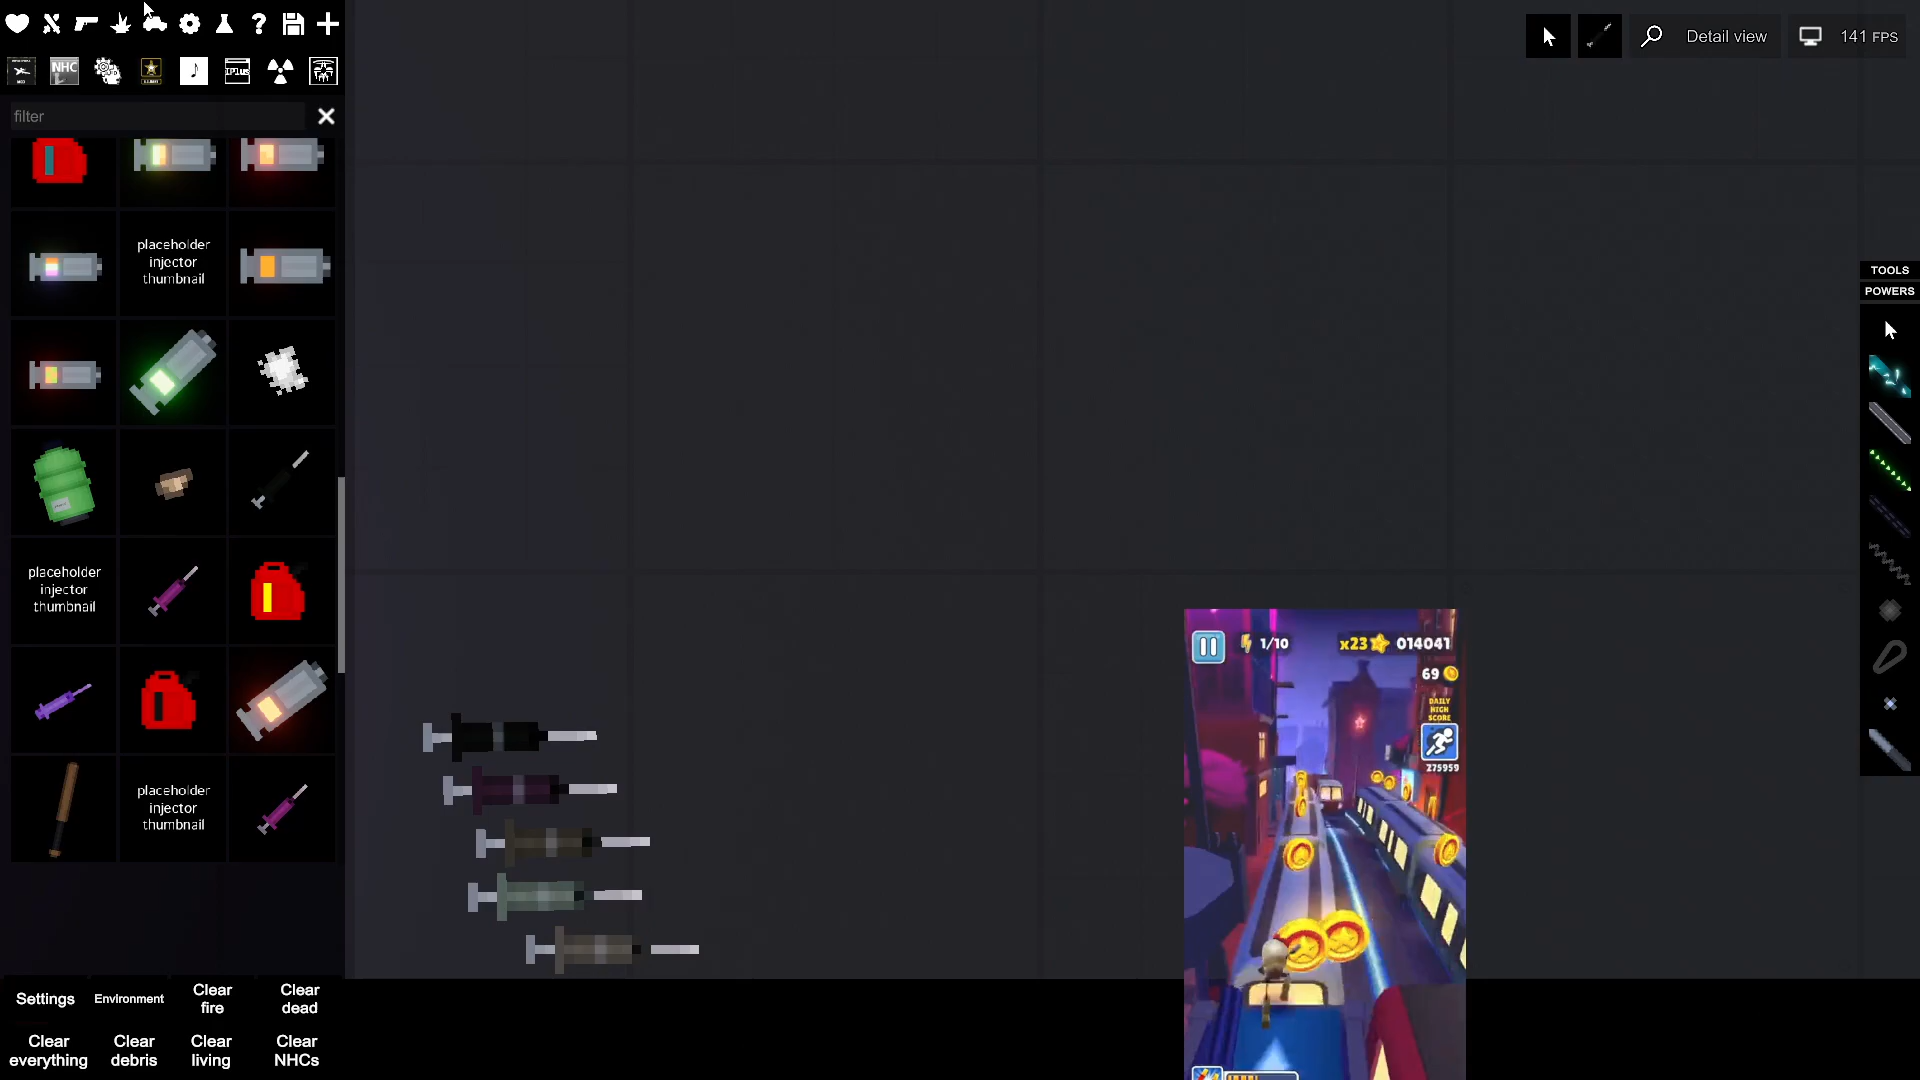 Detail view
141 FPS
NHC
U.S.ARMY
IPlus
filter
placeholder
injector
thumbnail
TOOLS
POWERS
placeholder
injector
thumbnail
placeholder
injector
thumbnail
1/10
x23
014041
69
DAILY
HIGH
SCORE
275959
Settings
Environment
Clear
fire
Clear
dead
Clear
everything
Clear
debris
Clear
living
Clear
NHCs